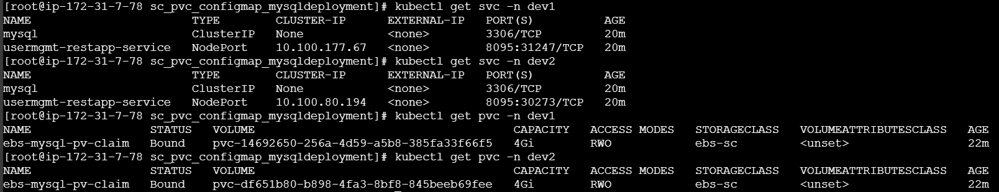 [root@ip-172-31-7-78 sc_pvc_configmap_mysqldeployment]# kubectl get svc -n dev1
NAME TYPE CLUSTER-IP EXTERNAL-IP PORT(S) AGE
mysql ClusterIP None <none> 3306/TCP 20m
usermgmt-restapp-service NodePort 10.100.177.67 <none> 8095:31247/TCP 20m
[root@ip-172-31-7-78 sc_pvc_configmap_mysqldeployment]# kubectl get svc -n dev2
NAME TYPE CLUSTER-IP EXTERNAL-IP PORT(S) AGE
mysql ClusterIP None <none> 3306/TCP 20m
usermgmt-restapp-service NodePort 10.100.80.194 <none> 8095:30273/TCP 20m
[root@ip-172-31-7-78 sc_pvc_configmap_mysqldeployment]# kubectl get pvc -n dev1
NAME STATUS VOLUME CAPACITY ACCESS MODES STORAGECLASS VOLUMEATTRIBUTESCLASS AGE
ebs-mysql-pv-claim Bound pvc-14692650-256a-4d59-a5b8-385fa33f66f5 4Gi RWO ebs-sc <unset> 22m
[root@ip-172-31-7-78 sc_pvc_configmap_mysqldeployment]# kubectl get pvc -n dev2
NAME STATUS VOLUME CAPACITY ACCESS MODES STORAGECLASS VOLUMEATTRIBUTESCLASS AGE
ebs-mysql-pv-claim Bound pvc-df651b80-b898-4fa3-8bf8-845beeb69fee 4Gi RWO ebs-sc <unset> 22m